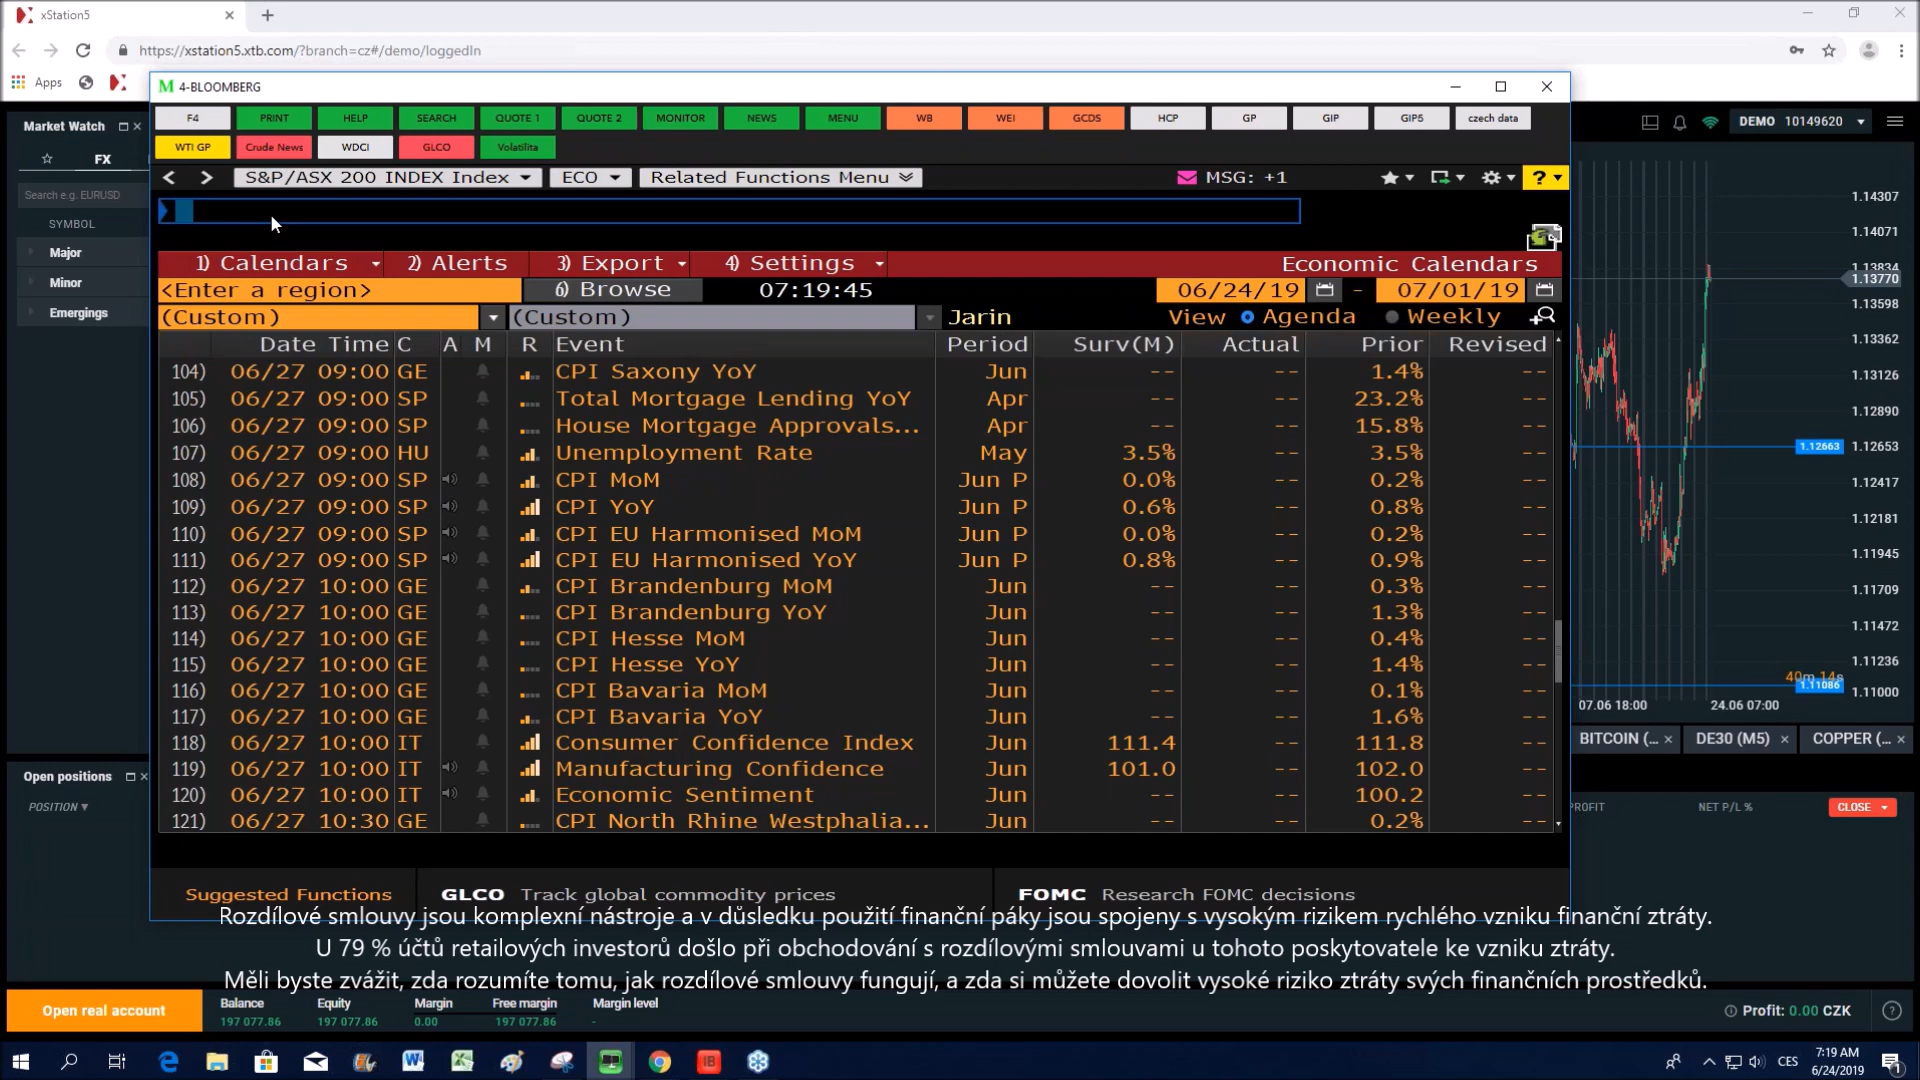 xStation5
https://xstation5.xtb.com/?branch=cz#/demo/loggedIn
Apps
4-BLOOMBERG
F4 PRINT HELP SEARCH QUOTE 1 QUOTE 2 MONITOR NEWS MENU WB WEI GCDS HCP GP GIP GIP5 czech data
WTI GP Crude News WDCI GLCO Volatilita
S&P/ASX 200 INDEX Index ECO Related Functions Menu MSG: +1 ?
Market Watch
FX
Search e.g. EURUSD
SYMBOL
Major
Minor
Emergings
DEMO 10149620
1) Calendars 2) Alerts 3) Export 4) Settings Economic Calendars
<Enter a region> 6) Browse 07:19:45 06/24/19 - 07/01/19
(Custom) (Custom) Jarin View Agenda Weekly
Date Time C A M R Event Period Surv(M) Actual Prior Revised
104) 06/27 09:00 GE CPI Saxony YoY Jun -- -- 1.4% --
105) 06/27 09:00 SP Total Mortgage Lending YoY Apr -- -- 23.2% --
106) 06/27 09:00 SP House Mortgage Approvals... Apr -- -- 15.8% --
107) 06/27 09:00 HU Unemployment Rate May 3.5% -- 3.5% --
108) 06/27 09:00 SP CPI MoM Jun P 0.0% -- 0.2% --
109) 06/27 09:00 SP CPI YoY Jun P 0.6% -- 0.8% --
110) 06/27 09:00 SP CPI EU Harmonised MoM Jun P 0.0% -- 0.2% --
111) 06/27 09:00 SP CPI EU Harmonised YoY Jun P 0.8% -- 0.9% --
112) 06/27 10:00 GE CPI Brandenburg MoM Jun -- -- 0.3% --
113) 06/27 10:00 GE CPI Brandenburg YoY Jun -- -- 1.3% --
114) 06/27 10:00 GE CPI Hesse MoM Jun -- -- 0.4% --
115) 06/27 10:00 GE CPI Hesse YoY Jun -- -- 1.4% --
116) 06/27 10:00 GE CPI Bavaria MoM Jun -- -- 0.1% --
117) 06/27 10:00 GE CPI Bavaria YoY Jun -- -- 1.6% --
118) 06/27 10:00 IT Consumer Confidence Index Jun 111.4 -- 111.8 --
119) 06/27 10:00 IT Manufacturing Confidence Jun 101.0 -- 102.0 --
120) 06/27 10:00 IT Economic Sentiment Jun -- -- 100.2 --
121) 06/27 10:30 GE CPI North Rhine Westphalia... Jun -- -- 0.2% --
Suggested Functions GLCO Track global commodity prices FOMC Research FOMC decisions
1.14307
1.14071
1.13834
1.13770
1.13598
1.13362
1.13126
1.12890
1.12663
1.12653
1.12417
1.12181
1.11945
1.11709
1.11472
1.11236
40m 14s
1.11086
1.11000
07.06 18:00 24.06 07:00
BITCOIN (... DE30 (M5) COPPER (...
Open positions
POSITION
NET P/L % CLOSE
Rozdílové smlouvy jsou komplexní nástroje a v důsledku použití finanční páky jsou spojeny s vysokým rizikem rychlého vzniku finanční ztráty.
U 79 % účtů retailových investorů došlo při obchodování s rozdílovými smlouvami u tohoto poskytovatele ke vzniku ztráty.
Měli byste zvážit, zda rozumíte tomu, jak rozdílové smlouvy fungují, a zda si můžete dovolit vysoké riziko ztráty svých finančních prostředků.
Open real account
Balance Equity Margin Free margin Margin level
197 077.86 197 077.86 0.00 197 077.86 -
Profit: 0.00 CZK
CES
7:19 AM
6/24/2019